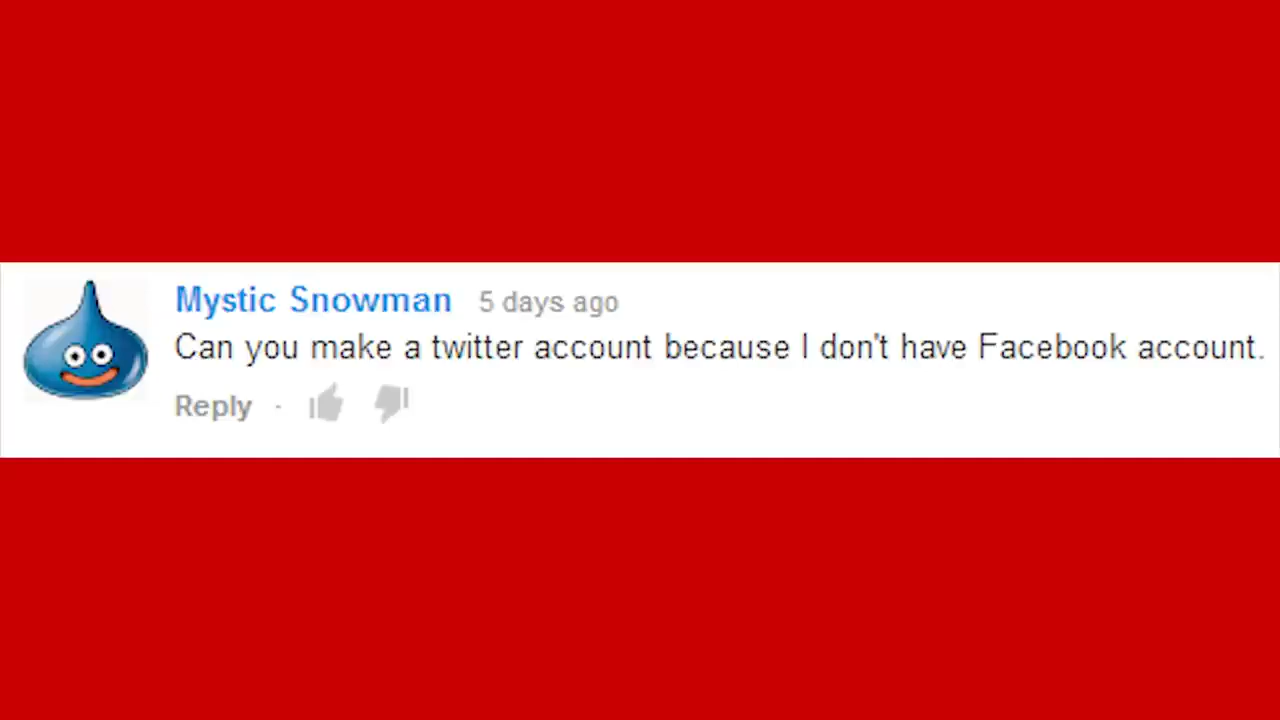 Mystic Snowman 5 days ago
Can you make a twitter account because I don't have Facebook account.
Reply ·